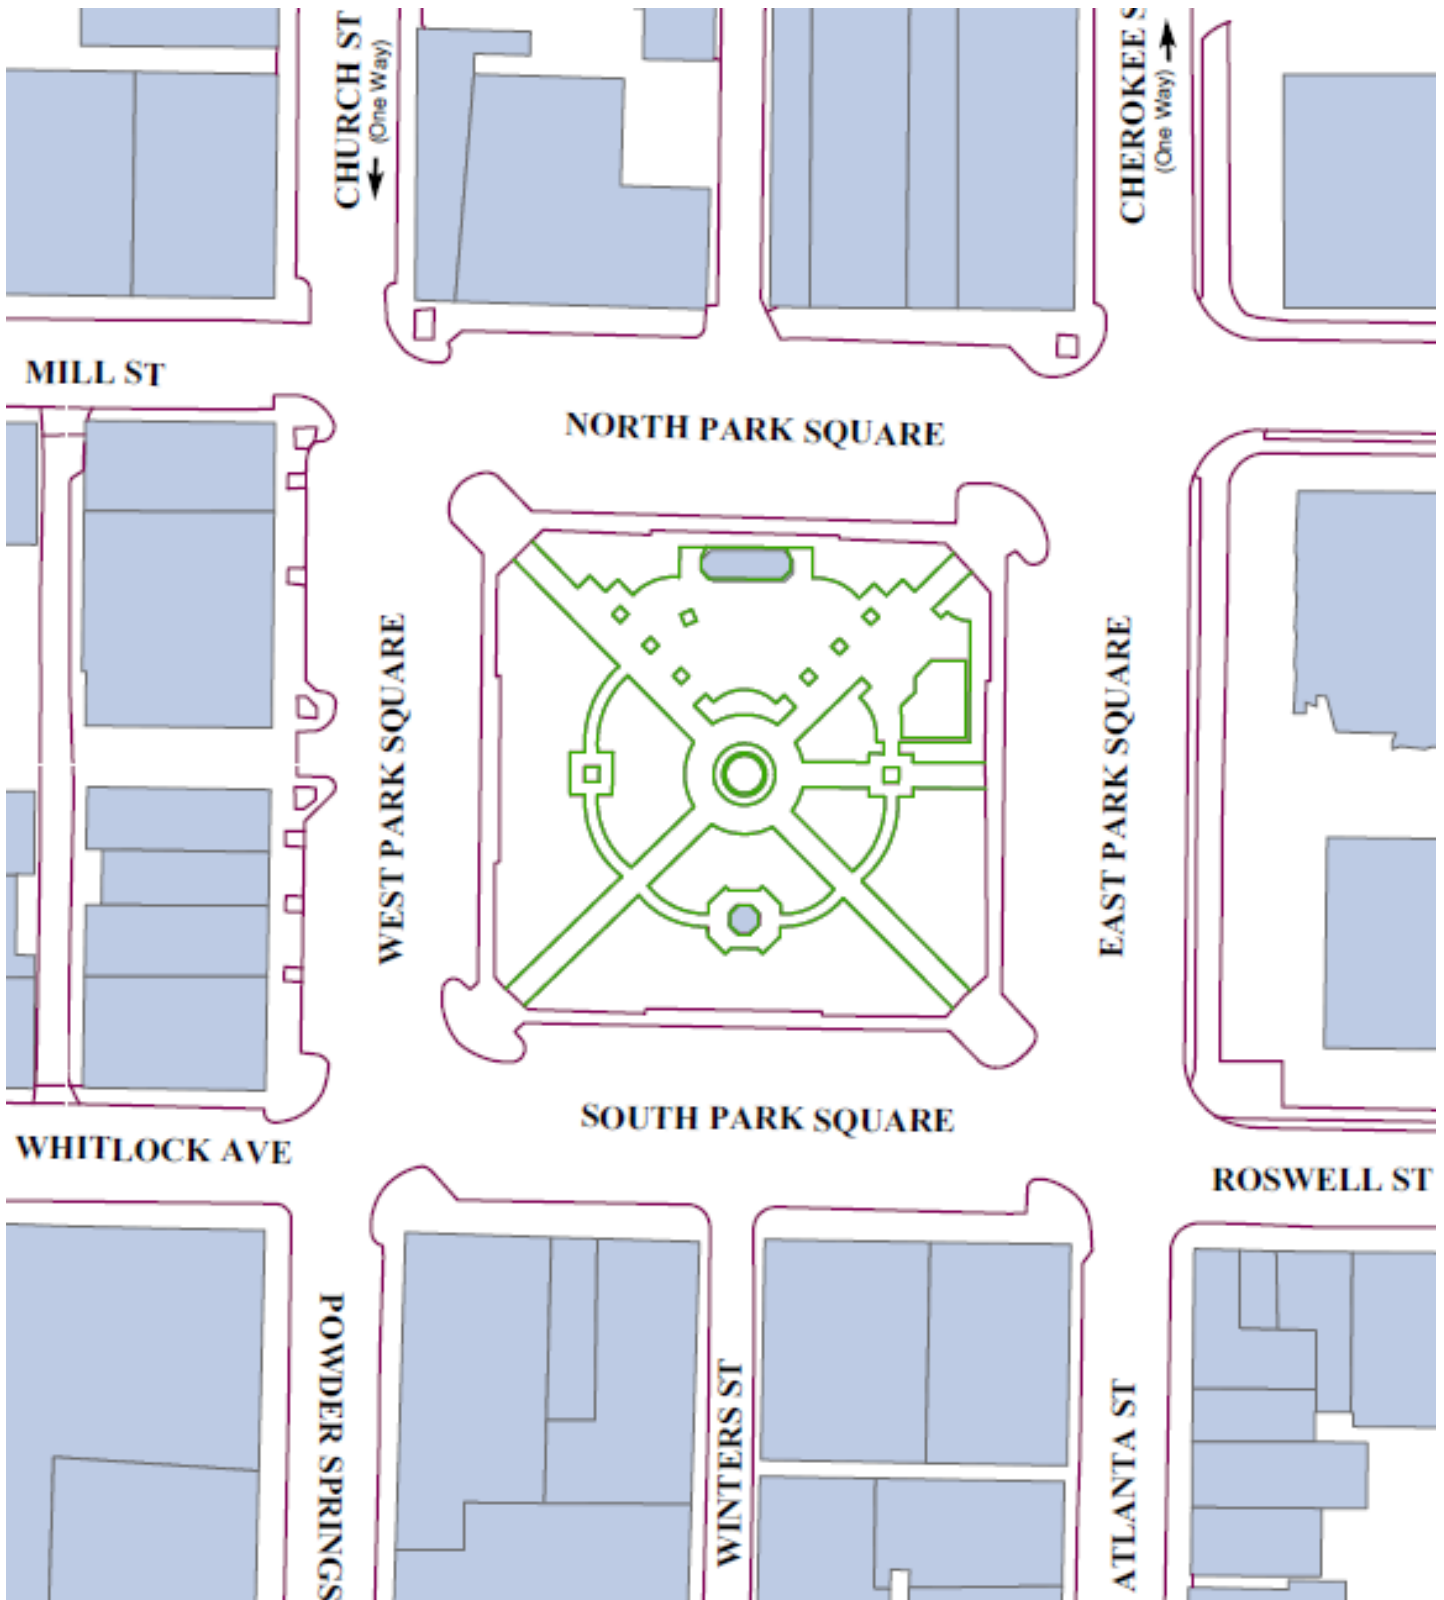 CHURCH ST
(One Way)
CHEROKEE S
(One Way)
MILL ST
NORTH PARK SQUARE
WEST PARK SQUARE
EAST PARK SQUARE
SOUTH PARK SQUARE
WHITLOCK AVE
ROSWELL ST
POWDER SPRINGS
WINTERS ST
ATLANTA ST